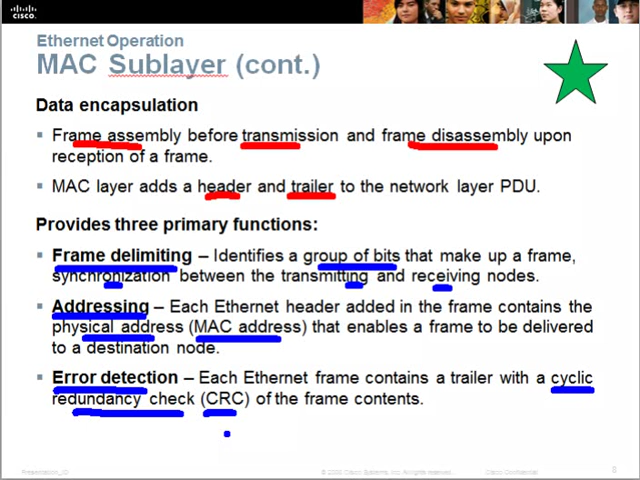 CISCO.
Ethernet Operation
MAC Sublayer (cont.)
Data encapsulation
▪ Frame assembly before transmission and frame disassembly upon
reception of a frame.
▪ MAC layer adds a header and trailer to the network layer PDU.
Provides three primary functions:
▪ Frame delimiting – Identifies a group of bits that make up a frame,
synchronization between the transmitting and receiving nodes.
▪ Addressing – Each Ethernet header added in the frame contains the
physical address (MAC address) that enables a frame to be delivered
to a destination node.
▪ Error detection – Each Ethernet frame contains a trailer with a cyclic
redundancy check (CRC) of the frame contents.
Presentation_ID © 2008 Cisco Systems, Inc. All rights reserved. Cisco Confidential 8